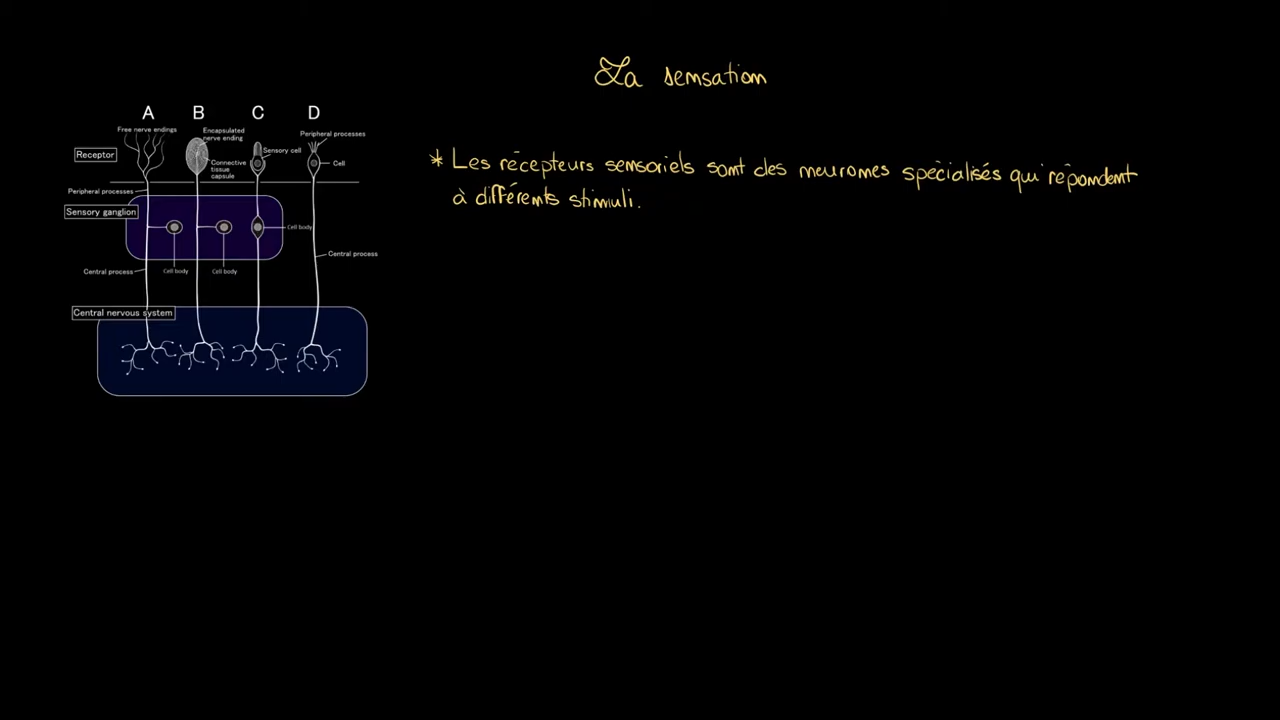 La sensation
A B C D
Free nerve endings
Encapsulated
nerve ending
Peripheral processes
Receptor
Sensory cell
Connective
tissue
capsule
Cell
* Les récepteurs sensoriels sont des neurones spécialisés qui répondent
à différents stimuli.
Peripheral processes
Sensory ganglion
Cell body
Central process
Central process
Cell body
Cell body
Central nervous system